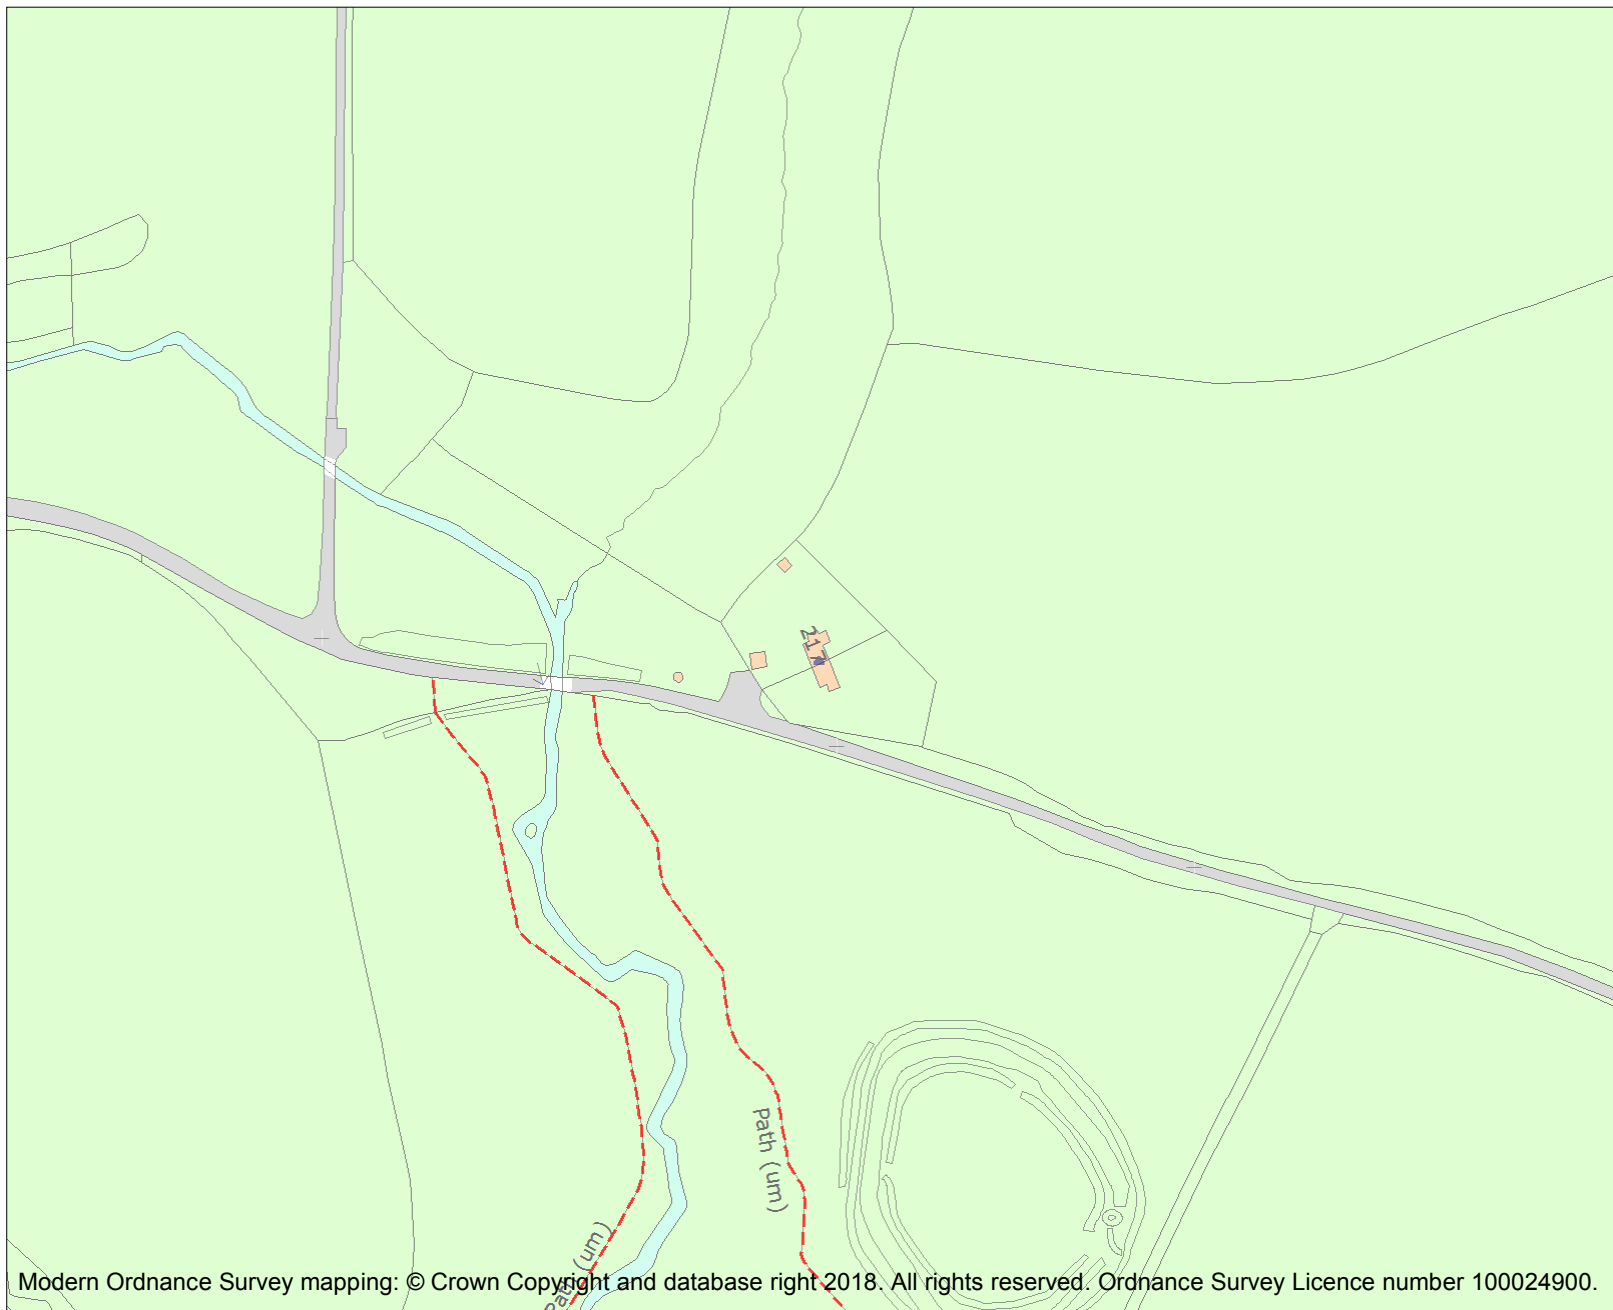 217
Path (um)
Path (um)
Modern Ordnance Survey mapping: © Crown Copyright and database right 2018. All rights reserved. Ordnance Survey Licence number 100024900.